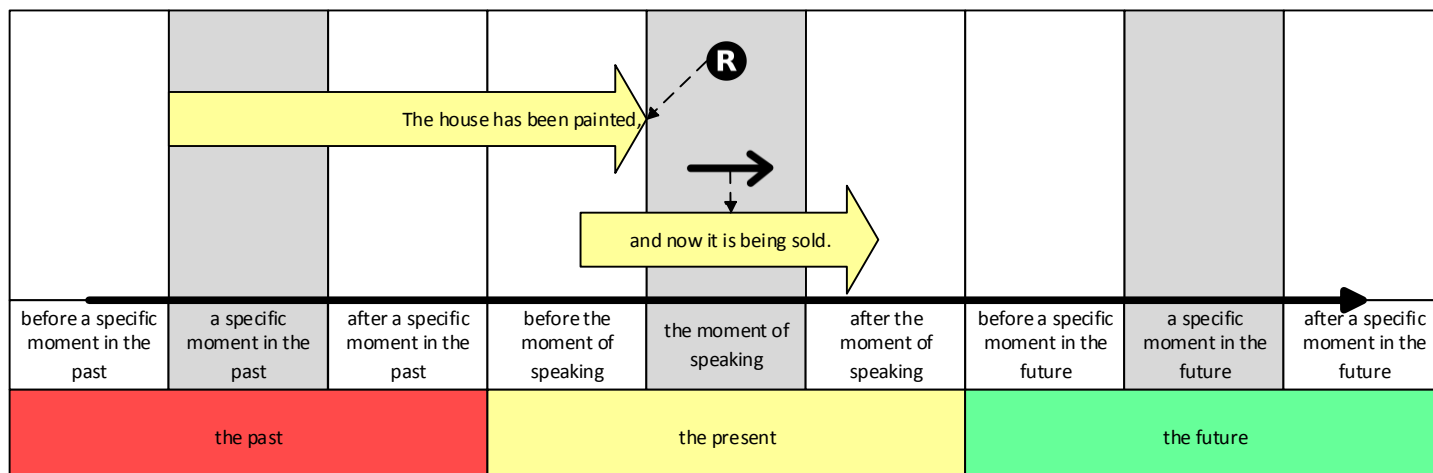 R
The house has been painted,
and now it is being sold.
before a specific
moment in the
past
a specific
moment in the
past
after a specific
moment in the
past
before the
moment of
speaking
the moment of
speaking
after the
moment of
speaking
before a specific
moment in the
future
a specific
moment in the
future
after a specific
moment in the
future
the past
the present
the future